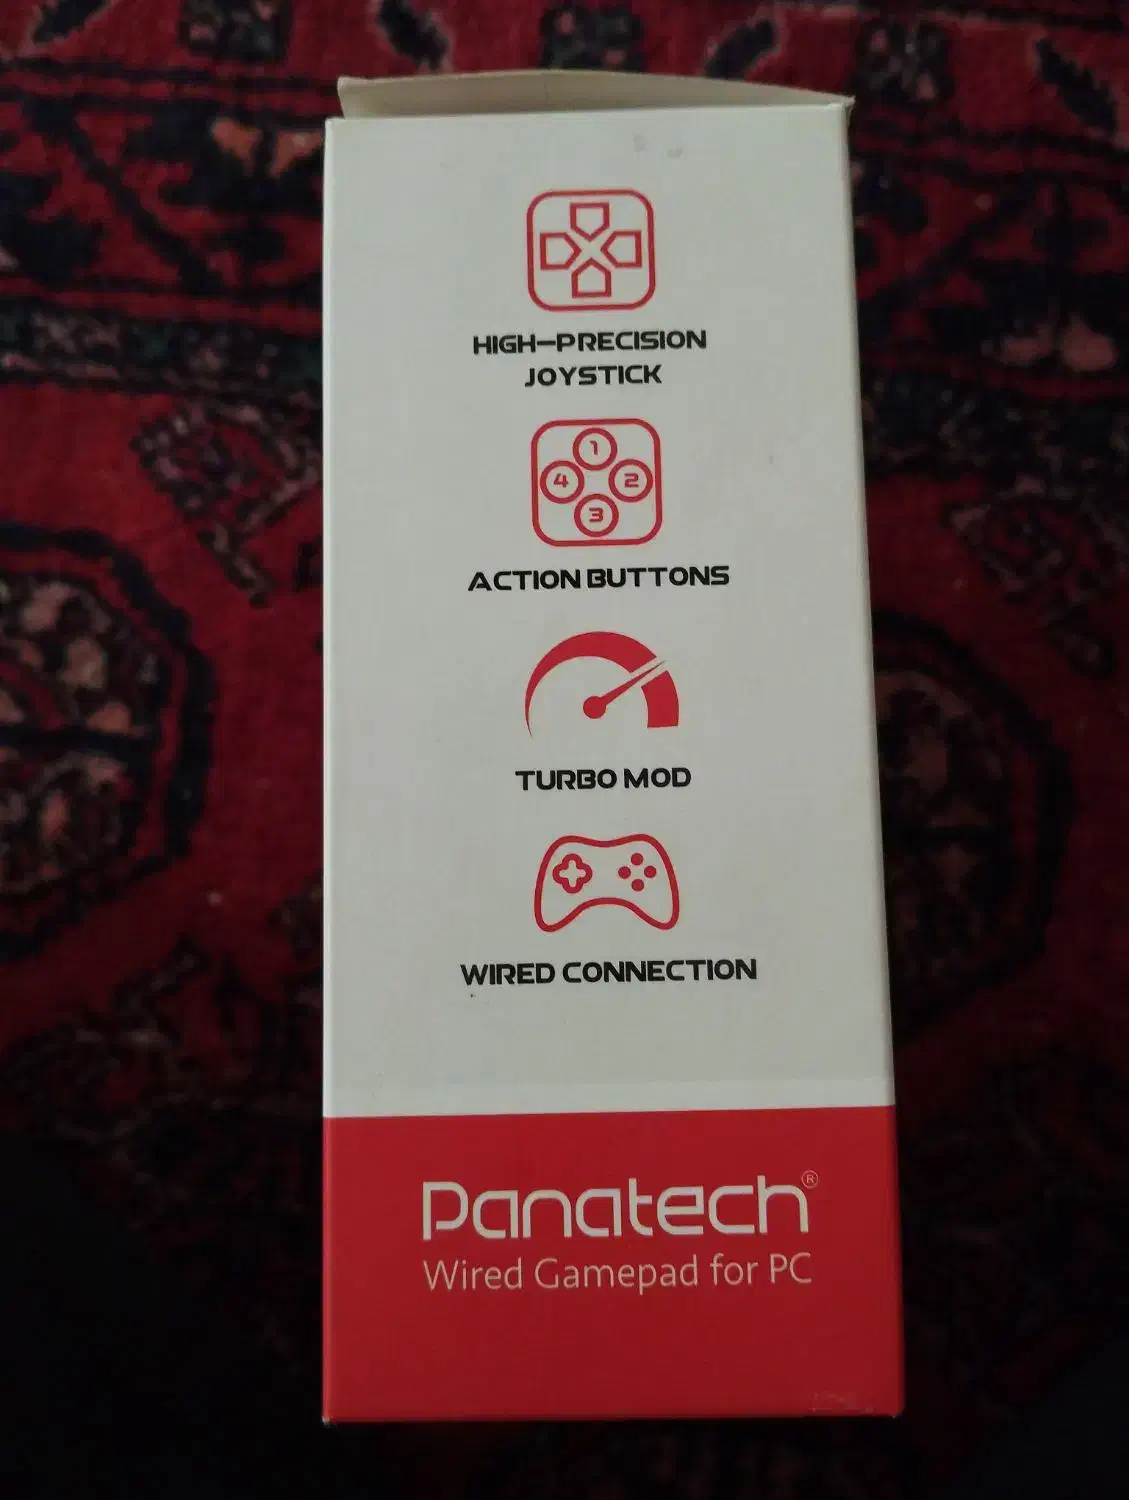 HIGH-PRECISION
JOYSTICK
1
4 2
3
ACTION BUTTONS
TURBO MOD
WIRED CONNECTION
Panatech®
Wired Gamepad for PC